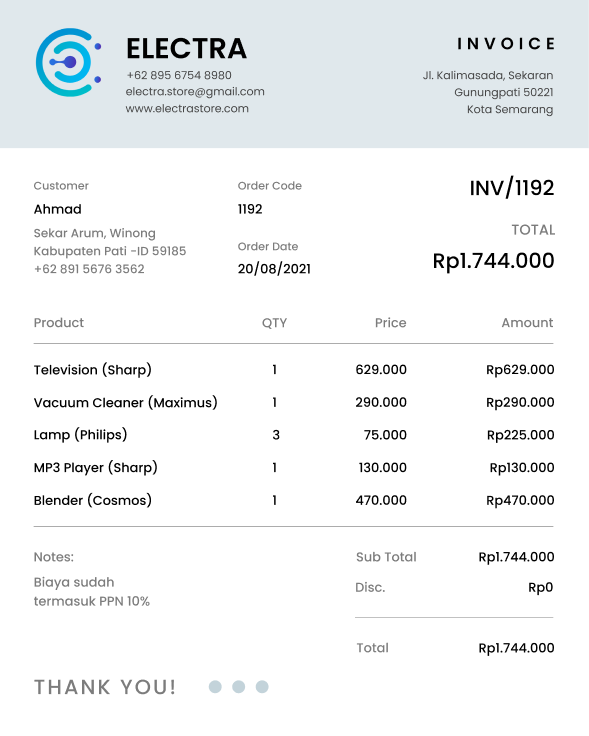 ELECTRA
+62 895 6754 8980
electra.store@gmail.com
www.electrastore.com
INVOICE
Jl. Kalimasada, Sekaran
Gunungpati 50221
Kota Semarang
Customer
Ahmad
Sekar Arum, Winong
Kabupaten Pati -ID 59185
+62 891 5676 3562
Order Code
1192
Order Date
20/08/2021
INV/1192
TOTAL
Rp1.744.000
Product QTY Price Amount
Television (Sharp) 1 629.000 Rp629.000
Vacuum Cleaner (Maximus) 1 290.000 Rp290.000
Lamp (Philips) 3 75.000 Rp225.000
MP3 Player (Sharp) 1 130.000 Rp130.000
Blender (Cosmos) 1 470.000 Rp470.000
Notes:
Biaya sudah
termasuk PPN 10%
Sub Total Rp1.744.000
Disc. Rp0
Total Rp1.744.000
THANK YOU!